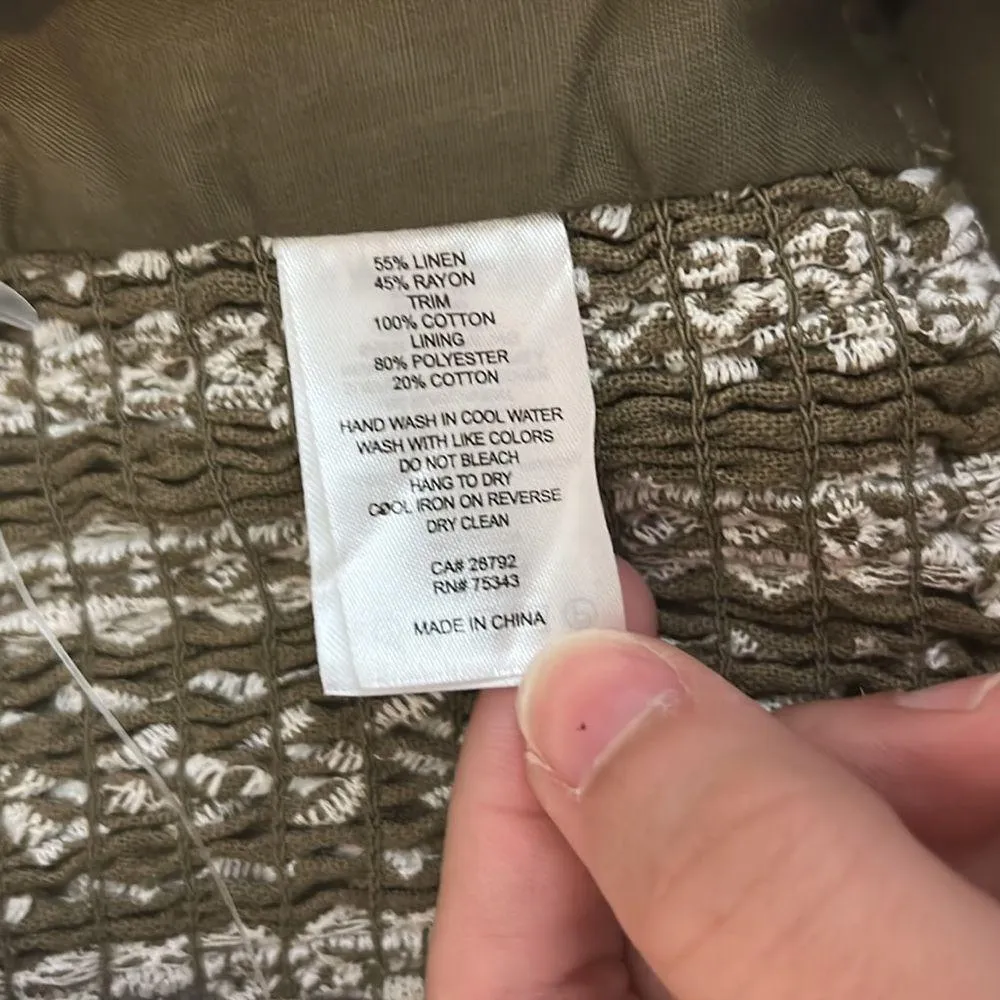 55% LINEN
45% RAYON
TRIM
100% COTTON
LINING
80% POLYESTER
20% COTTON
HAND WASH IN COOL WATER
WASH WITH LIKE COLORS
DO NOT BLEACH
HANG TO DRY
COOL IRON ON REVERSE
DRY CLEAN
CA# 26792
RN# 75343
MADE IN CHINA